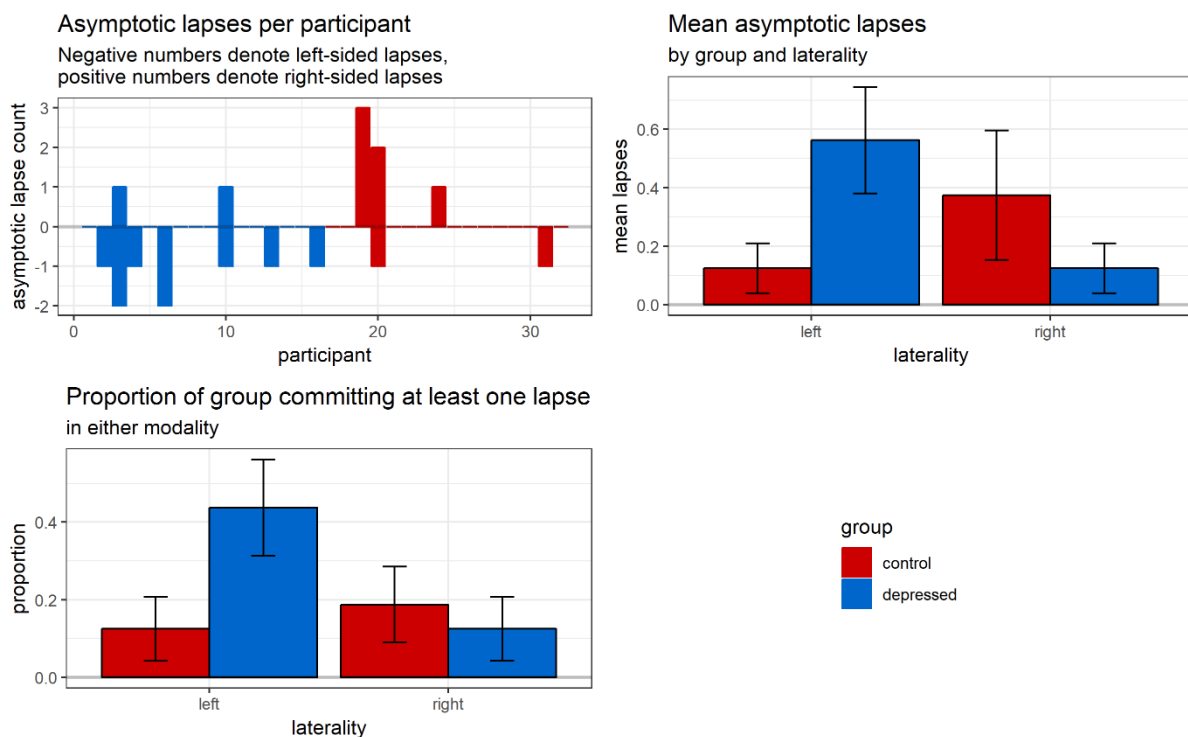 Asymptotic lapses per participant
Negative numbers denote left-sided lapses,
positive numbers denote right-sided lapses
asymptotic lapse count
3
2
1
0
-1
-2
0 10 20 30
participant
Mean asymptotic lapses
by group and laterality
mean lapses
0.6
0.4
0.2
0.0
left right
laterality
Proportion of group committing at least one lapse
in either modality
proportion
0.4
0.2
0.0
left right
laterality
group
control
depressed